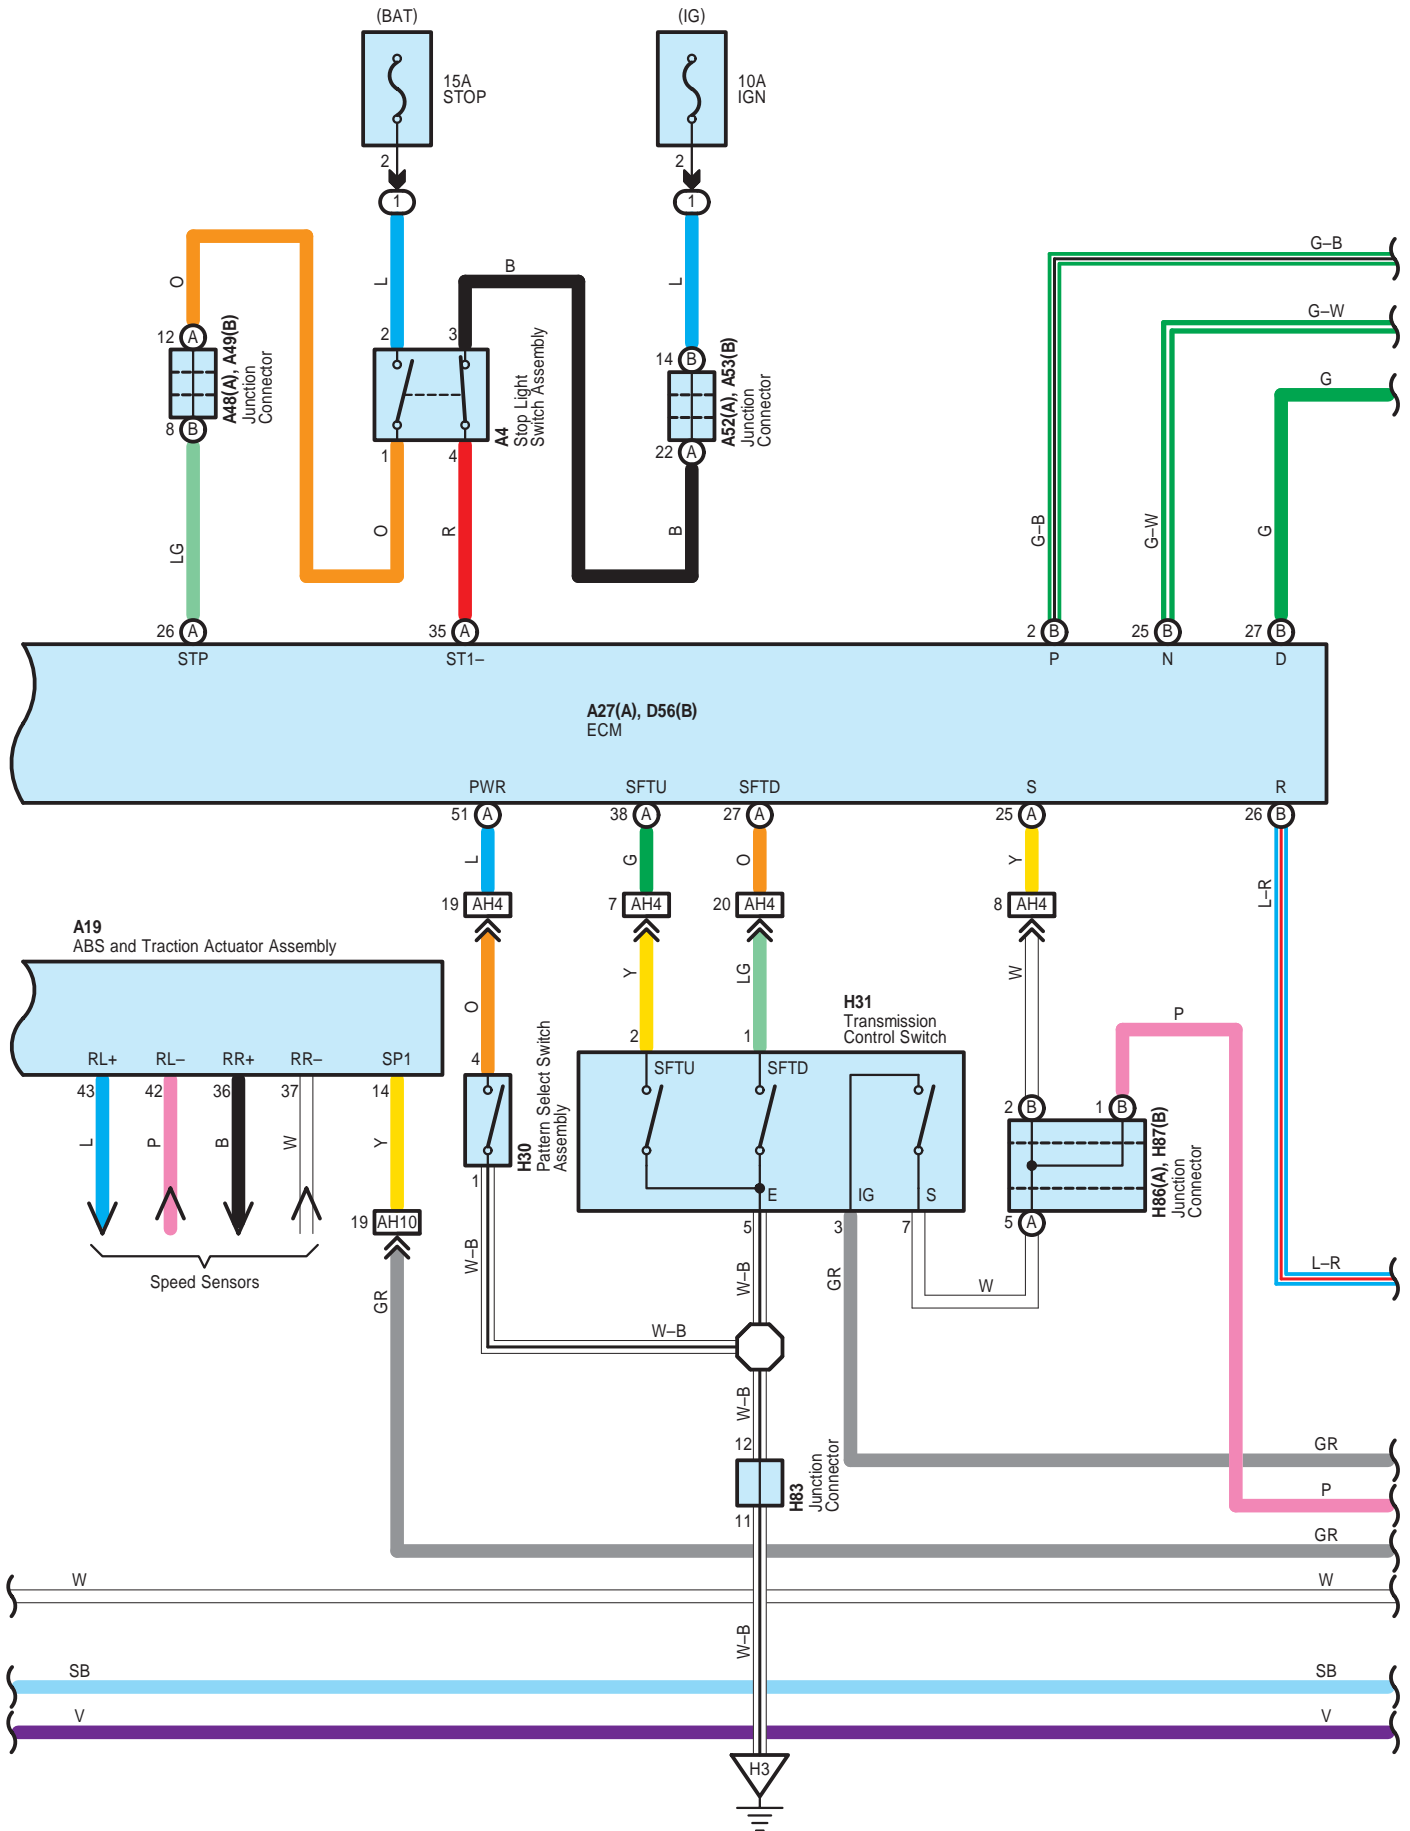 (BAT)
(IG)
15A
STOP
10A
IGN
2
2
1
1
G–B
G–W
G
O
L
B
L
12
A
2
3
14
B
A48(A), A49(B)
Junction
Connector
A4
Stop Light
Switch Assembly
A52(A), A53(B)
Junction
Connector
8
B
1
4
22
A
LG
O
R
B
G–B
G–W
G
26
A
35
A
2
B
25
B
27
B
STP
ST1–
P
N
D
A27(A), D56(B)
ECM
PWR
SFTU
SFTD
S
R
51
A
38
A
27
A
25
A
26
B
L
G
O
Y
L–R
19
AH4
7
AH4
20
AH4
8
AH4
A19
ABS and Traction Actuator Assembly
O
Y
LG
W
H31
Transmission
Control Switch
P
RL+
RL–
RR+
RR–
SP1
4
2
1
SFTU
SFTD
43
42
36
37
14
L
P
B
W
Y
H30
Pattern Select Switch
Assembly
2
B
1
B
H86(A), H87(B)
Junction
Connector
1
E
IG
S
19
AH10
5
3
7
5
A
Speed Sensors
GR
W–B
W–B
GR
W
L–R
W–B
W–B
12
H83
Junction
Connector
11
GR
P
GR
W
W
W–B
SB
SB
V
V
H3